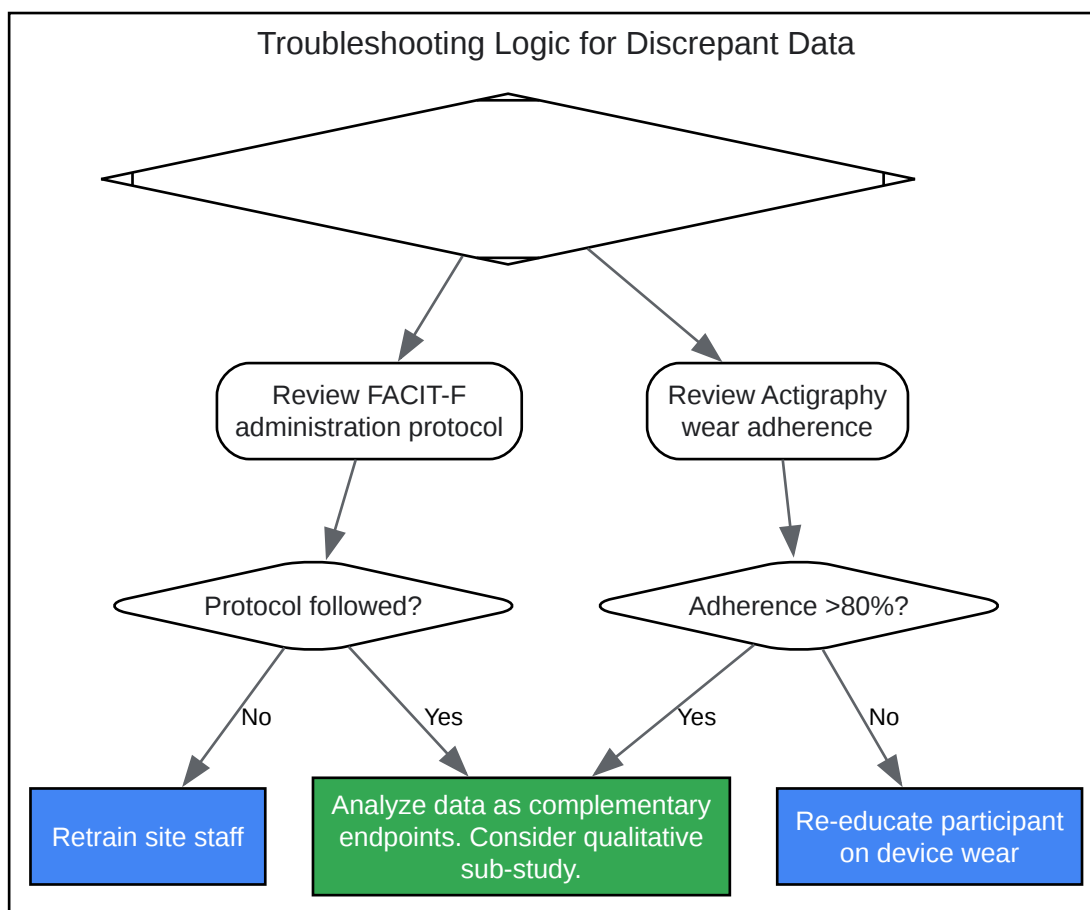 Troubleshooting Logic for Discrepant Data
Review FACIT-F
administration protocol
Review Actigraphy
wear adherence
Protocol followed?
Adherence >80%?
No
Yes
Yes
No
Retrain site staff
Analyze data as complementary
endpoints. Consider qualitative
sub-study.
Re-educate participant
on device wear